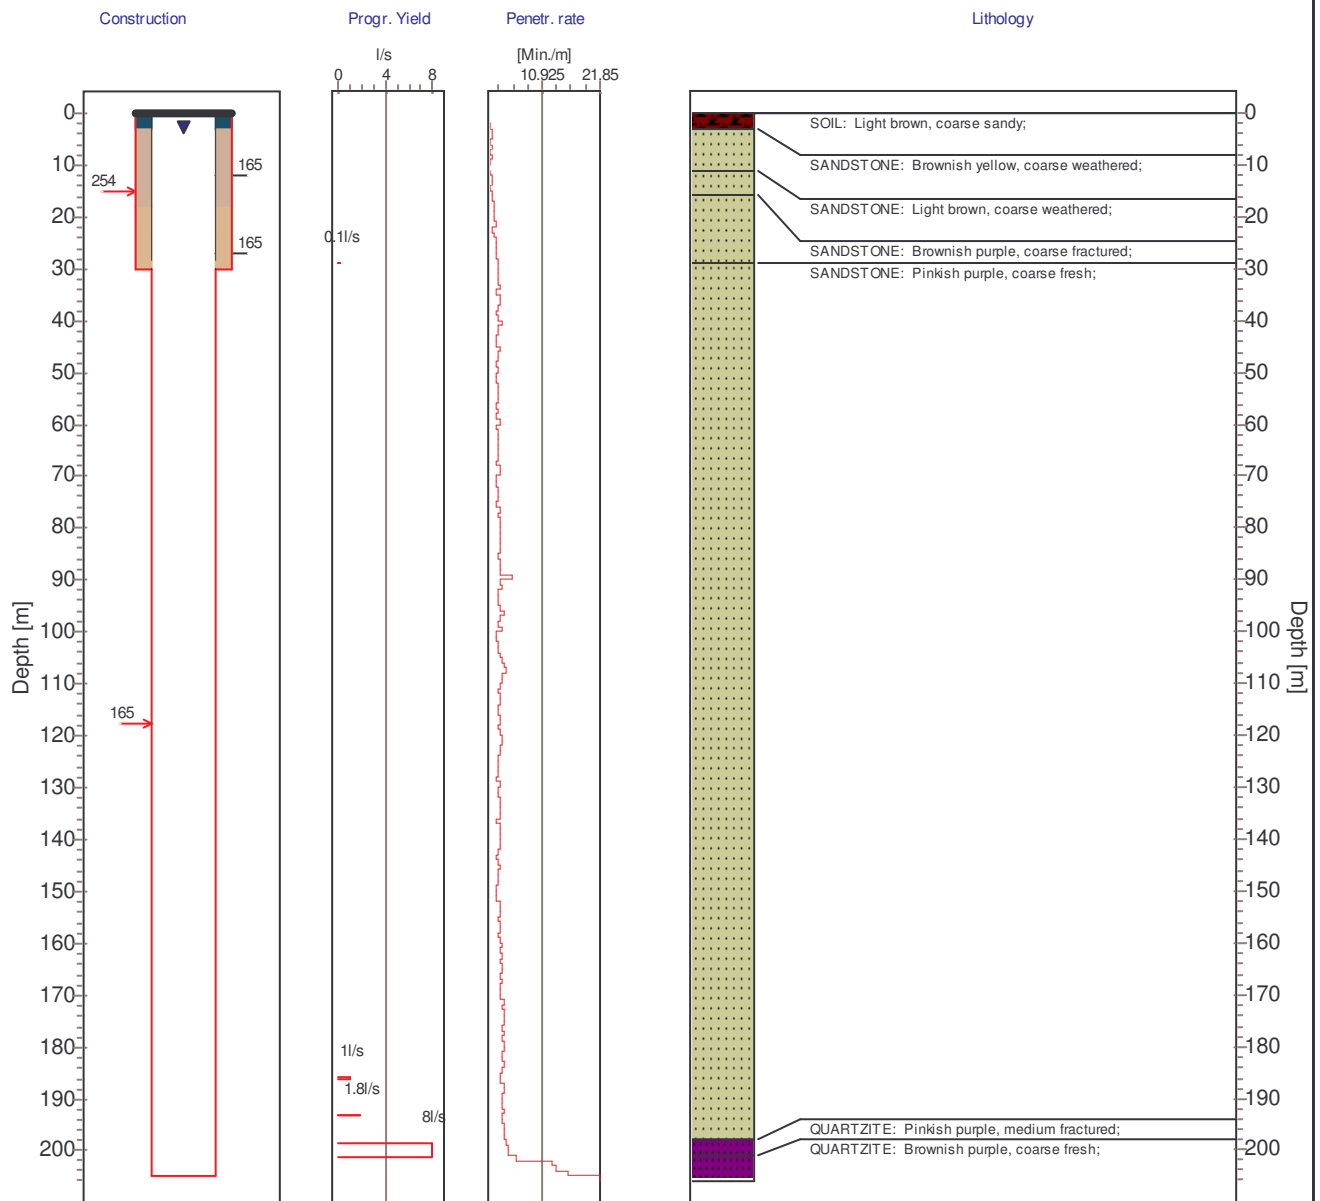 Construction
Progr. Yield
Penetr. rate
Lithology
l/s
[Min./m]
0 4 8
10.925 21.85
0
10
20
30
40
50
60
70
80
90
100
110
120
130
140
150
160
170
180
190
200
Depth [m]
254
165
165
165
0.1l/s
1l/s
1.8l/s
8l/s
SOIL: Light brown, coarse sandy;
SANDSTONE: Brownish yellow, coarse weathered;
SANDSTONE: Light brown, coarse weathered;
SANDSTONE: Brownish purple, coarse fractured;
SANDSTONE: Pinkish purple, coarse fresh;
QUARTZITE: Pinkish purple, medium fractured;
QUARTZITE: Brownish purple, coarse fresh;
0
10
20
30
40
50
60
70
80
90
100
110
120
130
140
150
160
170
180
190
200
Depth [m]